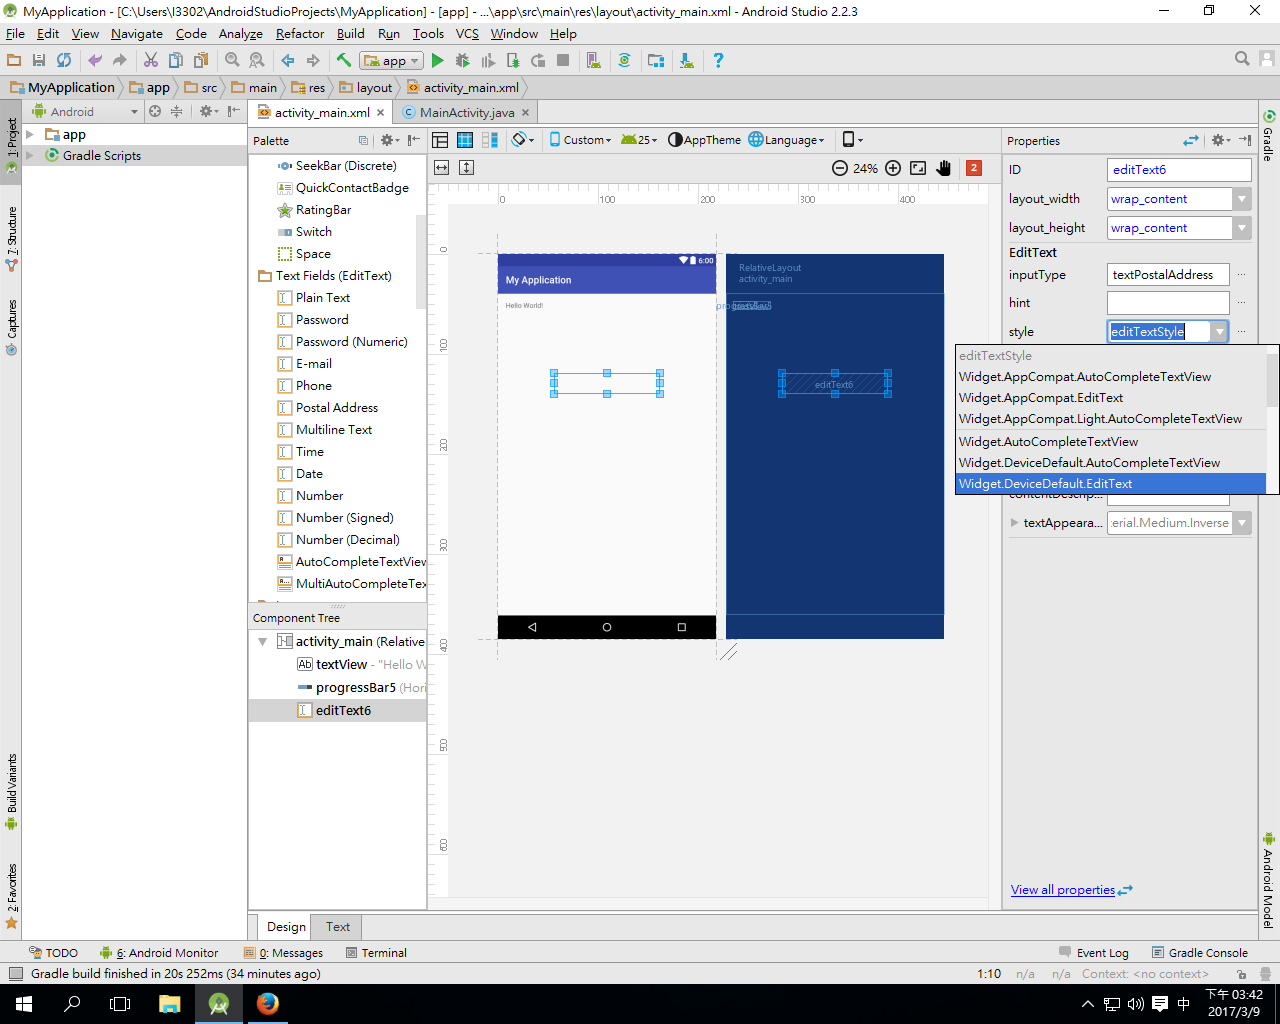 MyApplication - [C:\Users\I3302\AndroidStudioProjects\MyApplication] - [app] - ...\app\src\main\res\layout\activity_main.xml - Android Studio 2.2.3
File Edit View Navigate Code Analyze Refactor Build Run Tools VCS Window Help
app
MyApplication app src main res layout activity_main.xml
Android
activity_main.xml
MainActivity.java
1: Project
7: Structure
Captures
Build Variants
2: Favorites
app
Gradle Scripts
Palette
SeekBar (Discrete)
QuickContactBadge
RatingBar
Switch
Space
Text Fields (EditText)
Plain Text
Password
Password (Numeric)
E-mail
Phone
Postal Address
Multiline Text
Time
Date
Number
Number (Signed)
Number (Decimal)
AutoCompleteTextView
MultiAutoCompleteTex
Component Tree
activity_main (Relative
textView - "Hello W
progressBar5 (Hori
editText6
Custom 25 AppTheme Language
24% 2
0 100 200 300 400
0
100
200
300
400
500
600
6:00
My Application
Hello World!
RelativeLayout
activity_main
editText6
Properties
ID editText6
layout_width wrap_content
layout_height wrap_content
EditText
inputType textPostalAddress ...
hint ...
style editTextStyle ...
editTextStyle
Widget.AppCompat.AutoCompleteTextView
Widget.AppCompat.EditText
Widget.AppCompat.Light.AutoCompleteTextView
Widget.AutoCompleteTextView
Widget.DeviceDefault.AutoCompleteTextView
Widget.DeviceDefault.EditText
contentDescrip...
textAppeara... :erial.Medium.Inverse
View all properties
Gradle
Android Model
Design Text
TODO 6: Android Monitor 0: Messages Terminal Event Log Gradle Console
Gradle build finished in 20s 252ms (34 minutes ago) 1:10 n/a n/a Context: <no context>
中
下午 03:42
2017/3/9